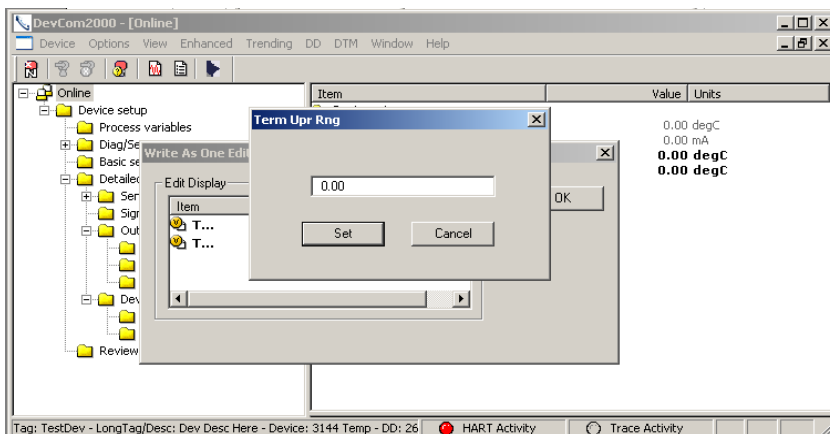 DevCom2000 - [Online]
Device Options View Enhanced Trending DD DTM Window Help
Online
Device setup
Process variables
Diag/Se
Basic se
Detailed
Ser
Sigr
Out
Dev
Review
Item Value Units
0.00 degC
0.00 mA
0.00 degC
0.00 degC
Write As One Edi
Edit Display
Item
T...
T...
OK
Term Upr Rng
0.00
Set Cancel
Tag: TestDev - LongTag/Desc: Dev Desc Here - Device: 3144 Temp - DD: 26 HART Activity Trace Activity